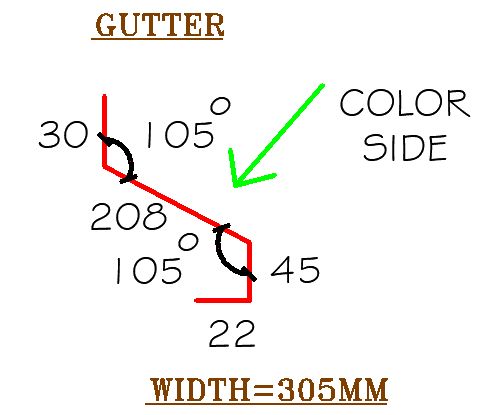 GUTTER
30
105°
COLOR
SIDE
208
105°
45
22
WIDTH=305MM